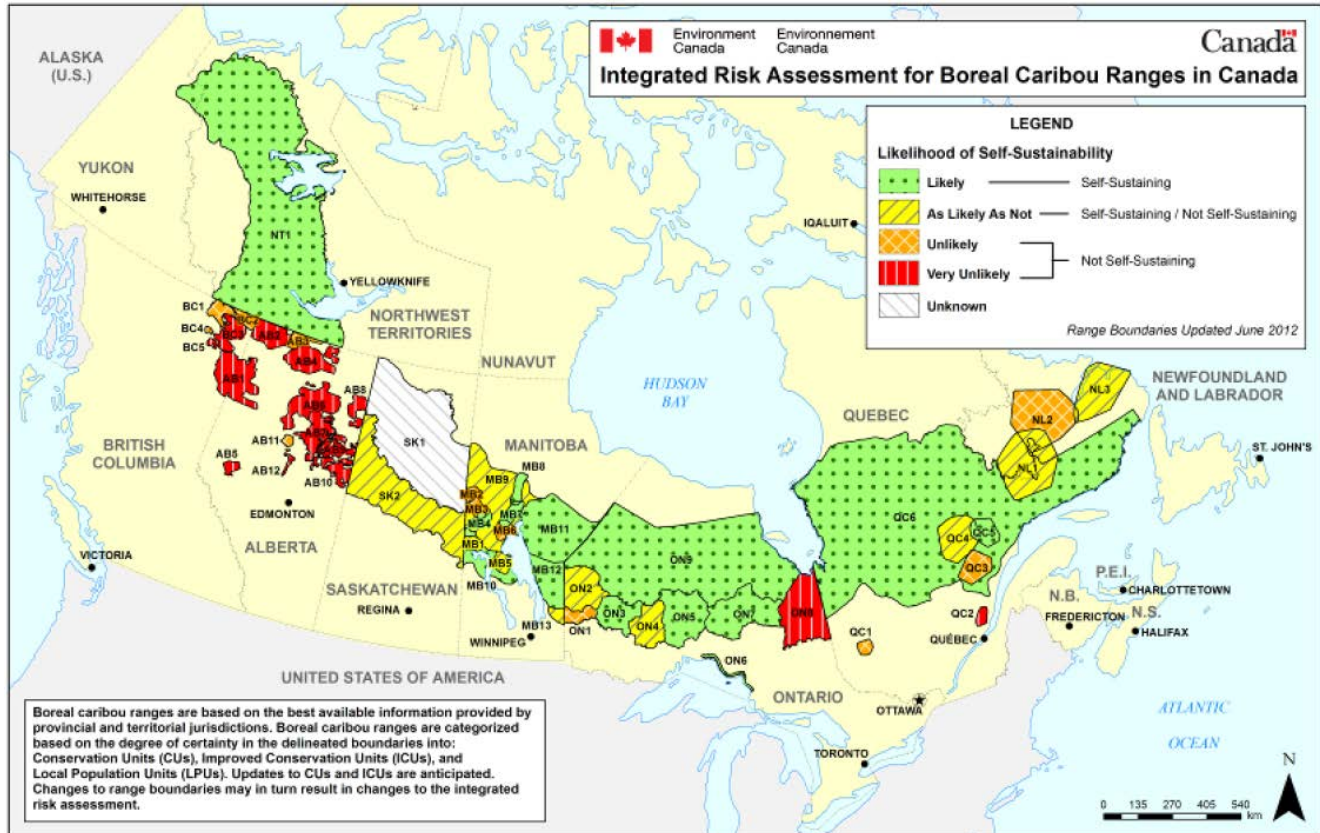 Environment Canada
Environnement Canada
Canada
Integrated Risk Assessment for Boreal Caribou Ranges in Canada
LEGEND
Likelihood of Self-Sustainability
Likely Self-Sustaining
As Likely As Not Self-Sustaining / Not Self-Sustaining
Unlikely
Not Self-Sustaining
Very Unlikely
Unknown
Range Boundaries Updated June 2012
ALASKA
(U.S.)
YUKON
WHITEHORSE
IQALUIT
NT1
YELLOWKNIFE
NORTHWEST
TERRITORIES
NUNAVUT
BC1
BC2
BC4
BC3
BC5
AB2
AB3
AB4
AB1
AB8
AB11
AB5
AB12
AB10
SK1
SK2
HUDSON
BAY
BRITISH
COLUMBIA
EDMONTON
ALBERTA
VICTORIA
SASKATCHEWAN
REGINA
MANITOBA
MB8
MB9
MB2
MB3
MB4
MB7
MB6
MB1
MB5
MB10
MB11
MB12
MB13
WINNIPEG
ON9
ON2
ON1
ON3
ON4
ON5
ON7
ON8
ON6
QUEBEC
NL3
NL2
NL1
NEWFOUNDLAND
AND LABRADOR
ST. JOHN'S
QC6
QC4
QC5
QC3
QC2
QC1
QUÉBEC
P.E.I.
CHARLOTTETOWN
N.B.
FREDERICTON
N.S.
HALIFAX
UNITED STATES OF AMERICA
ONTARIO
OTTAWA
TORONTO
ATLANTIC
OCEAN
Boreal caribou ranges are based on the best available information provided by
provincial and territorial jurisdictions. Boreal caribou ranges are categorized
based on the degree of certainty in the delineated boundaries into:
Conservation Units (CUs), Improved Conservation Units (ICUs), and
Local Population Units (LPUs). Updates to CUs and ICUs are anticipated.
Changes to range boundaries may in turn result in changes to the integrated
risk assessment.
N
0 135 270 405 540
km